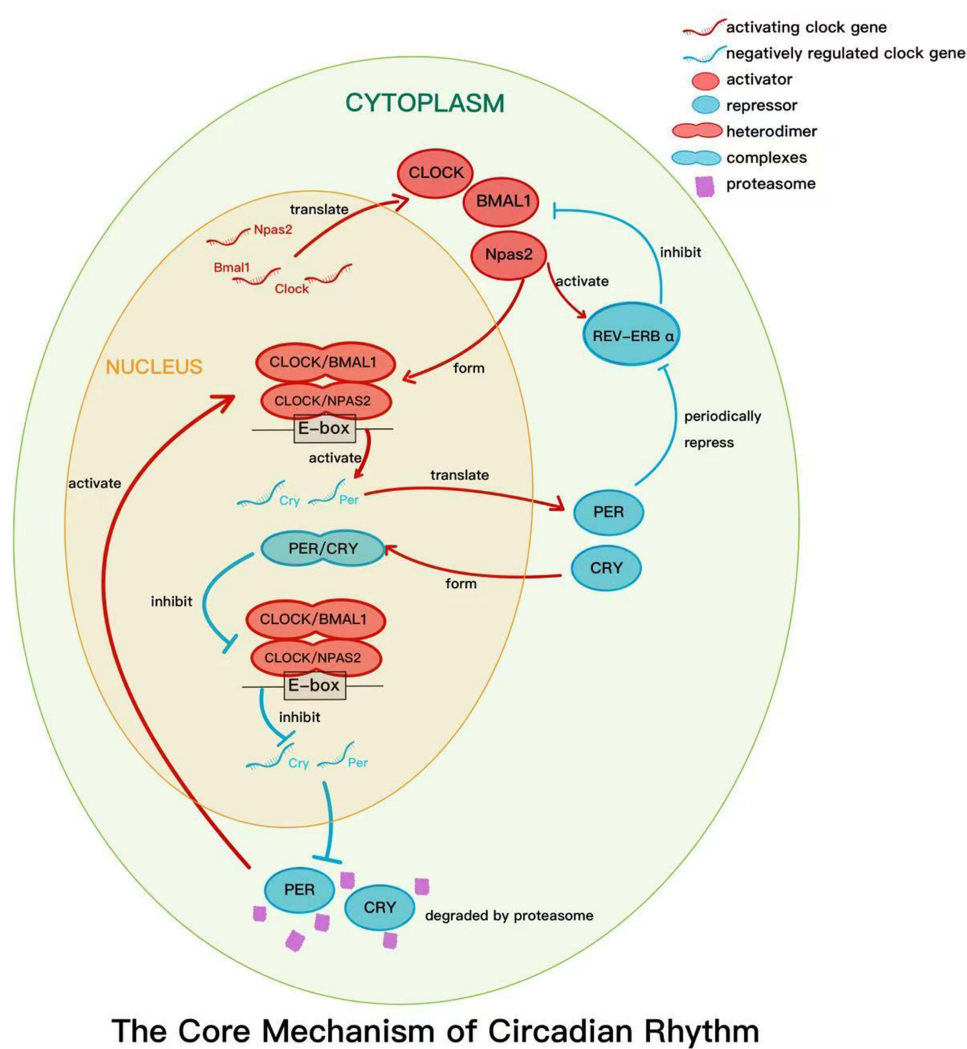 activating clock gene
negatively regulated clock gene
activator
repressor
heterodimer
complexes
proteasome
CYTOPLASM
CLOCK
BMAL1
Npas2
translate
Npas2
Bmal1
Clock
inhibit
activate
REV-ERB α
NUCLEUS
CLOCK/BMAL1
CLOCK/NPAS2
E-box
form
activate
periodically
repress
activate
translate
Cry
Per
PER
PER/CRY
CRY
form
inhibit
CLOCK/BMAL1
CLOCK/NPAS2
E-box
inhibit
Cry
Per
PER
CRY
degraded by proteasome
The Core Mechanism of Circadian Rhythm